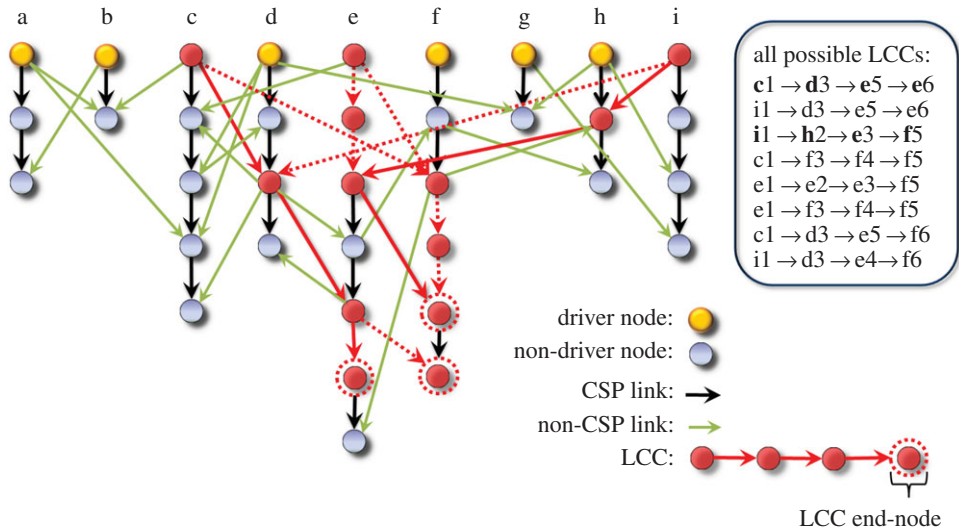 a b c d e f g h i
all possible LCCs:
c1 → d3 → e5 → e6
i1 → d3 → e5 → e6
i1 → h2 → e3 → f5
c1 → f3 → f4 → f5
e1 → e2 → e3 → f5
e1 → f3 → f4 → f5
c1 → d3 → e5 → f6
i1 → d3 → e4 → f6
driver node:
non-driver node:
CSP link:
non-CSP link:
LCC:
LCC end-node